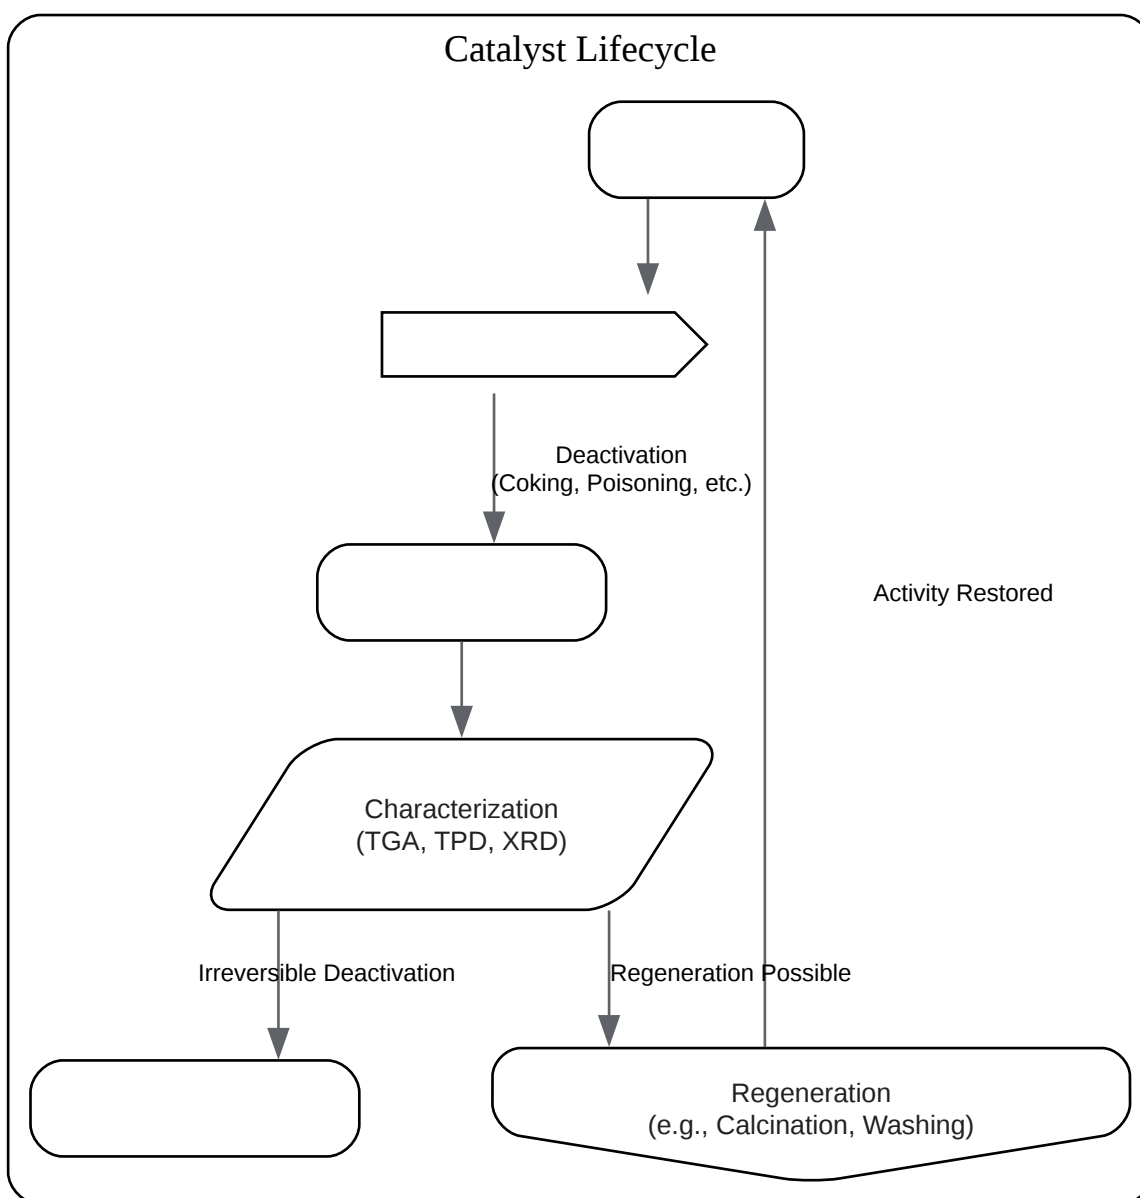 Catalyst Lifecycle
Deactivation
(Coking, Poisoning, etc.)
Activity Restored
Characterization
(TGA, TPD, XRD)
Irreversible Deactivation
Regeneration Possible
Regeneration
(e.g., Calcination, Washing)